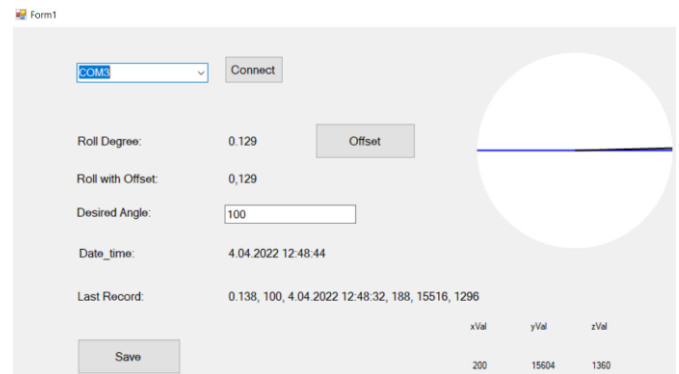 Form1
COM3 Connect
Roll Degree: 0.129 Offset
Roll with Offset: 0,129
Desired Angle: 100
Date_time: 4.04.2022 12:48:44
Last Record: 0.138, 100, 4.04.2022 12:48:32, 188, 15516, 1296
xVal yVal zVal
Save
200 15604 1360